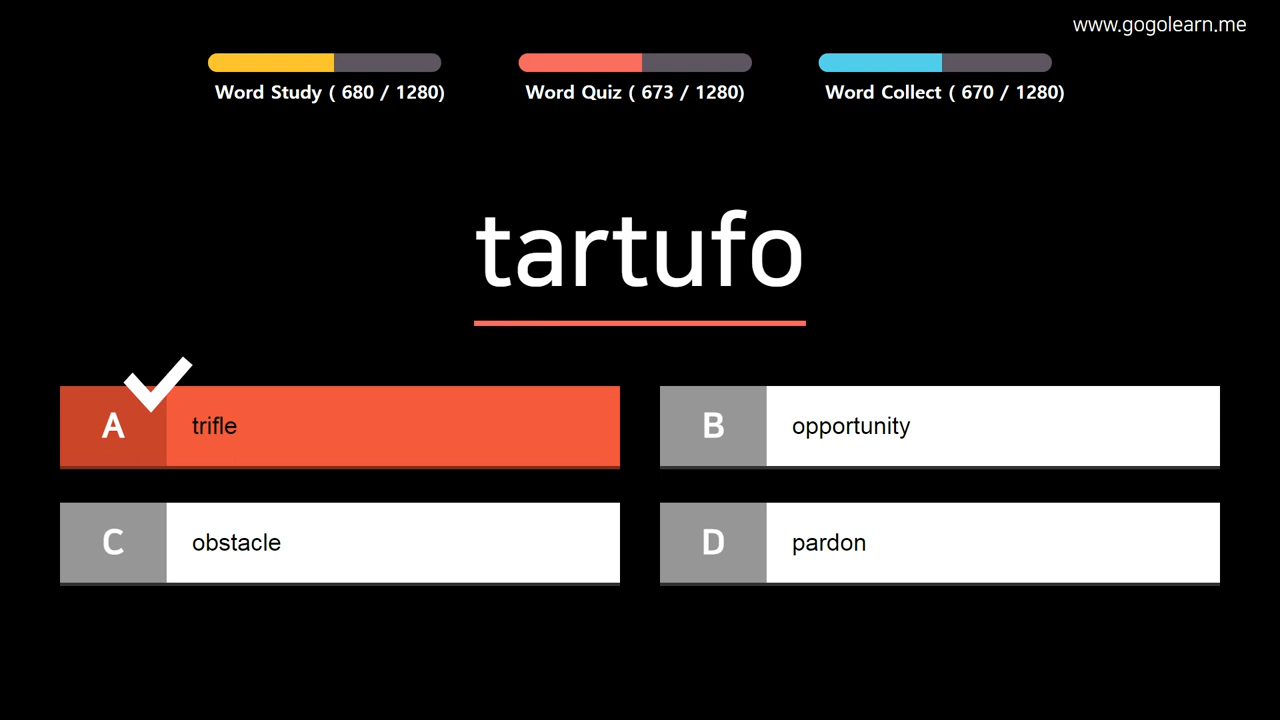 www.gogolearn.me
Word Study ( 680 / 1280)
Word Quiz ( 673 / 1280)
Word Collect ( 670 / 1280)
tartufo
A trifle
B opportunity
C obstacle
D pardon